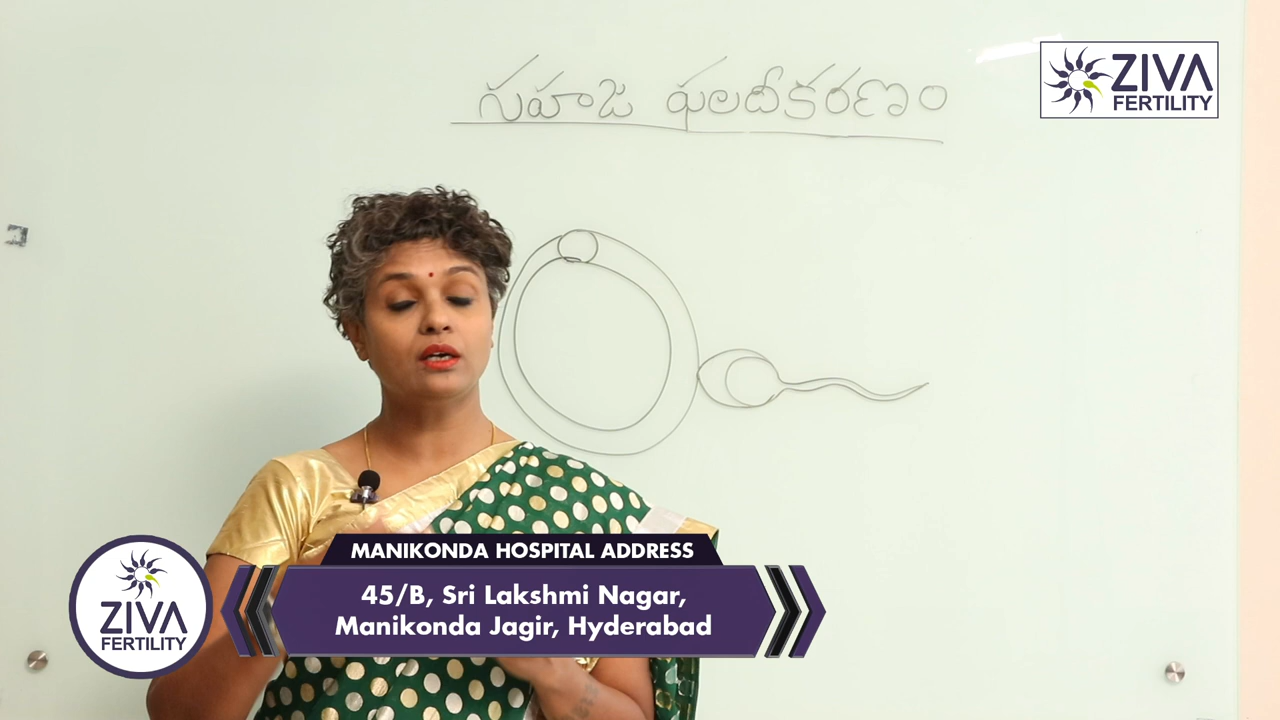 సహజ ఫలదీకరణం
ZIVA
FERTILITY
MANIKONDA HOSPITAL ADDRESS
45/B, Sri Lakshmi Nagar,
Manikonda Jagir, Hyderabad
ZIVA
FERTILITY